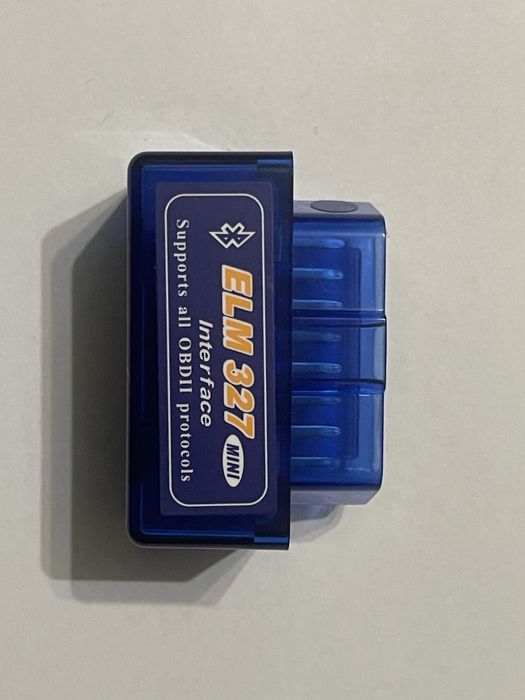 ELM 327 MINI
Interface
Supports all OBDII protocols